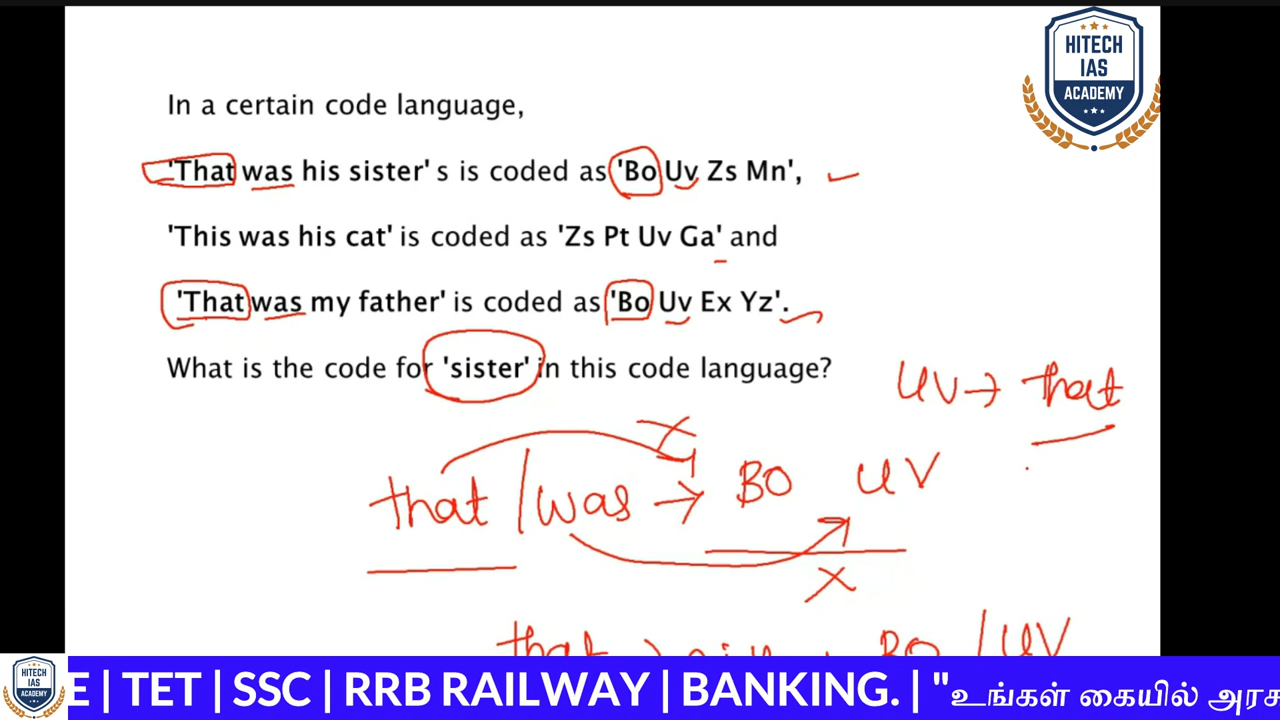 HITECH
IAS
ACADEMY
In a certain code language,
'That was his sister' s is coded as 'Bo Uv Zs Mn',
'This was his cat' is coded as 'Zs Pt Uv Ga' and
'That was my father' is coded as 'Bo Uv Ex Yz'.
What is the code for 'sister' in this code language?
UV → that
that / was → BO UV
that BO / UV
HITECH
IAS
ACADEMY
E | TET | SSC | RRB RAILWAY | BANKING. | "உங்கள் கையில் அரச